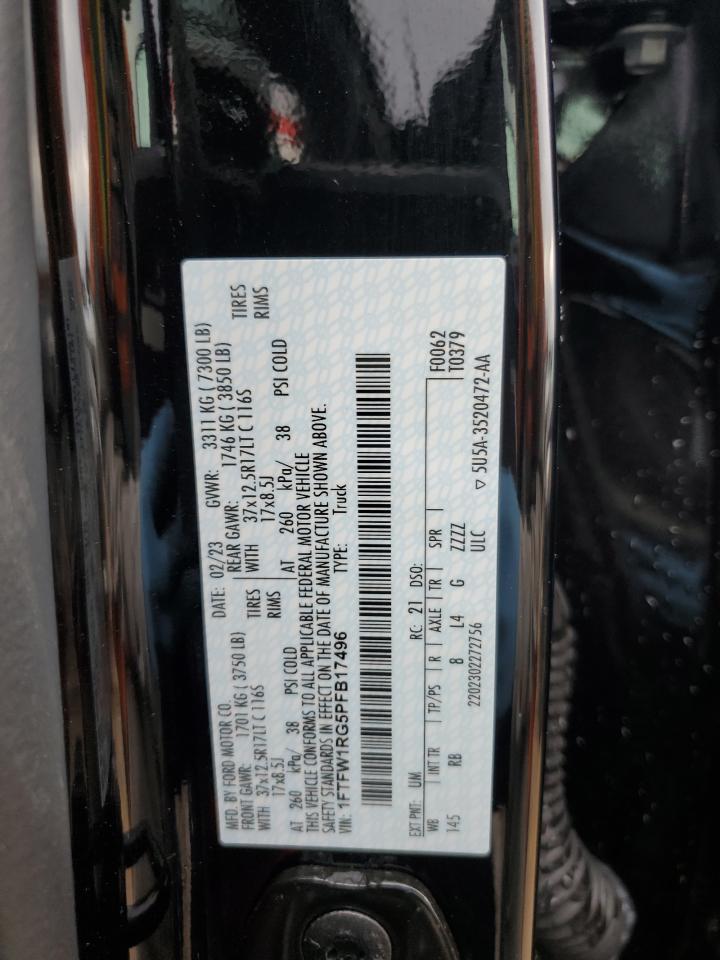 MFD. BY FORD MOTOR CO. DATE: 02/23 GVWR: 3311 KG ( 7300 LB)
FRONT GAWR: 1701 KG ( 3750 LB) REAR GAWR: 1746 KG ( 3850 LB)
WITH 37x12.5R17LT C 116S TIRES WITH 37x12.5R17LT C 116S TIRES
17x8.5J RIMS 17x8.5J RIMS
AT 260 kPa/ 38 PSI COLD AT 260 kPa/ 38 PSI COLD
THIS VEHICLE CONFORMS TO ALL APPLICABLE FEDERAL MOTOR VEHICLE
SAFETY STANDARDS IN EFFECT ON THE DATE OF MANUFACTURE SHOWN ABOVE.
VIN: 1FTFW1RG5PFB17496 TYPE: Truck
EXT PNT: UM RC: 21 DSO: F0062
WB INT TR TP/PS R AXLE TR SPR T0379
145 RB 8 L4 G ZZZZ
2202302272756 ULC ▽ 5U5A-3520472-AA